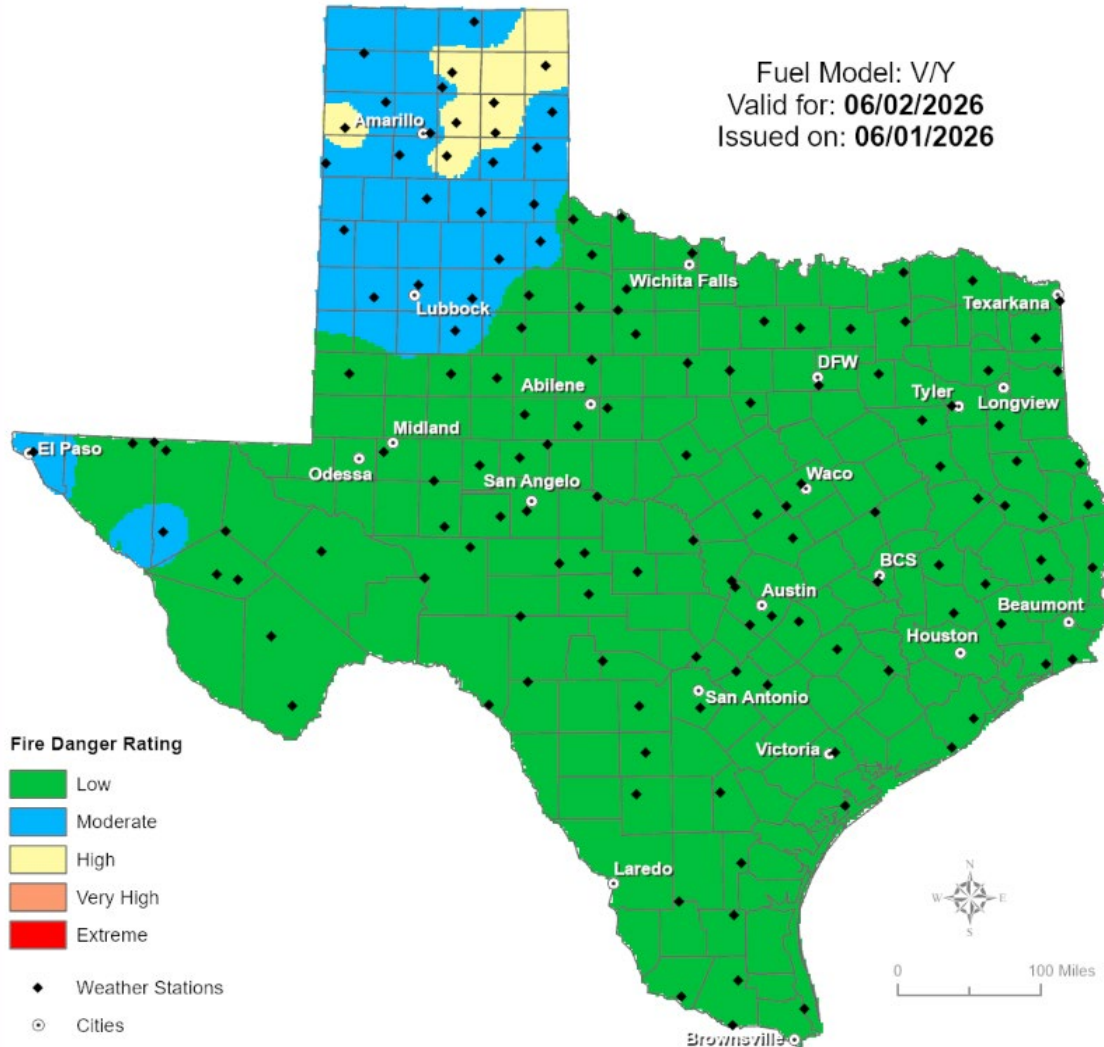 Fuel Model: V/Y
Valid for: 06/02/2026
Issued on: 06/01/2026
Amarillo
Lubbock
Wichita Falls
Texarkana
DFW
Abilene
Tyler
Longview
Midland
El Paso
Odessa
San Angelo
Waco
BCS
Austin
Beaumont
Houston
San Antonio
Victoria
Laredo
Brownsville
Fire Danger Rating
Low
Moderate
High
Very High
Extreme
Weather Stations
Cities
N
W E
S
0 100 Miles